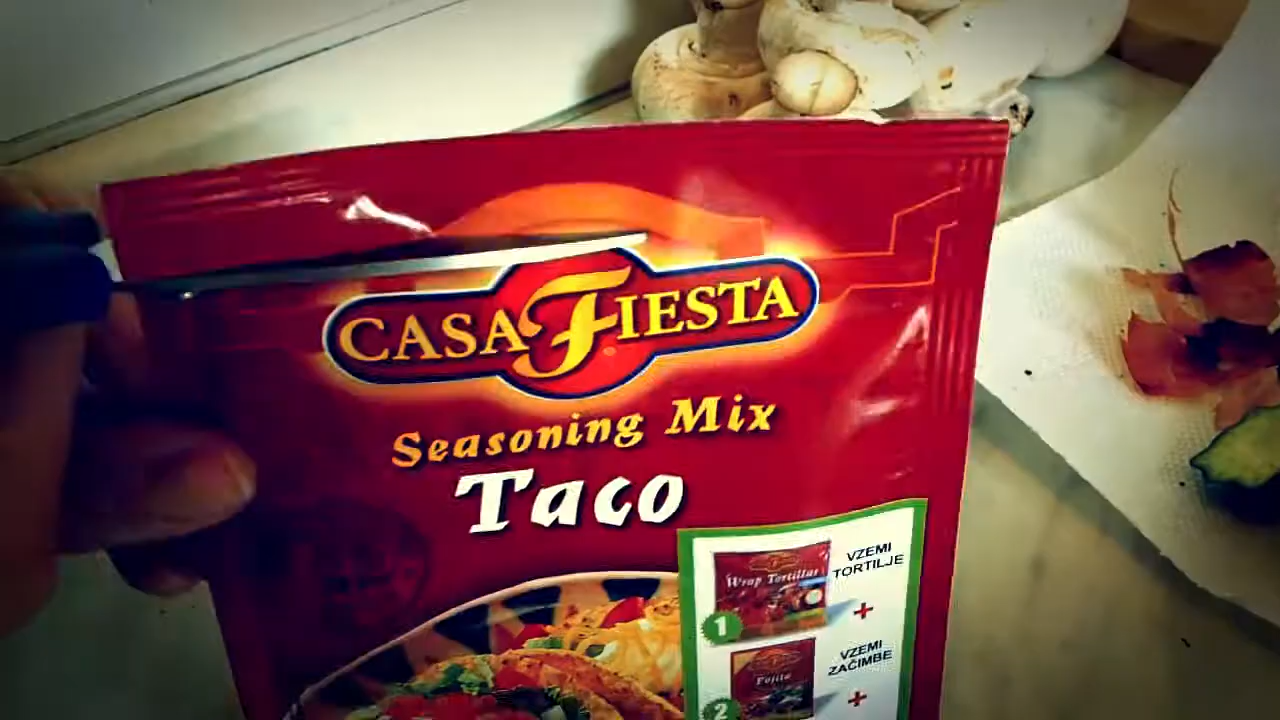 CASA FIESTA
Seasoning Mix
Taco
Wrap Tortillas
VZEMI
TORTILJE
+
1
VZEMI
ZAČIMBE
Fajita
+
2